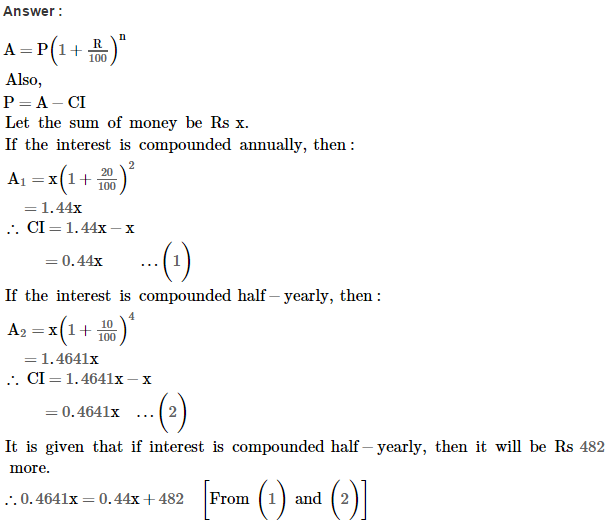 Answer :
A = P(1 + R/100)^n
Also,
P = A − CI
Let the sum of money be Rs x.
If the interest is compounded annually, then :
A₁ = x(1 + 20/100)^2
= 1.44x
∴ CI = 1.44x − x
= 0.44x ...(1)
If the interest is compounded half − yearly, then :
A₂ = x(1 + 10/100)^4
= 1.4641x
∴ CI = 1.4641x − x
= 0.4641x ...(2)
It is given that if interest is compounded half − yearly, then it will be Rs 482
more.
∴ 0.4641x = 0.44x + 482 [From (1) and (2)]